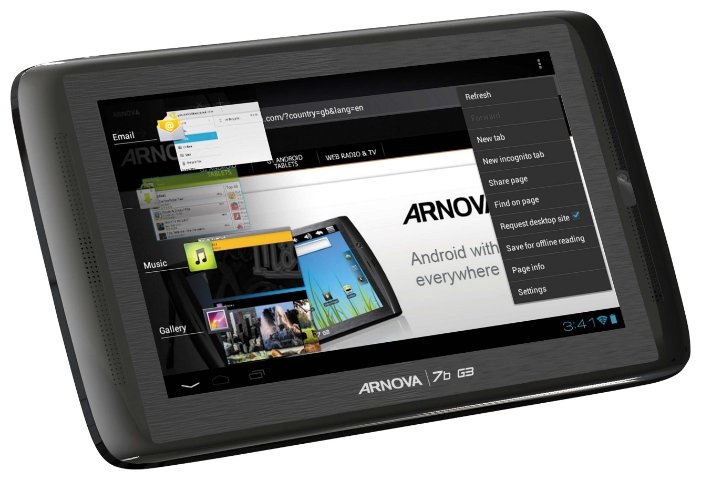 ARNOVA
Email
.com/?country=gb&lang=en
ANDROID
TABLETS
WEB RADIO & TV
ARNOVA
Android with
everywhere
Music
Gallery
Refresh
Forward
New tab
New incognito tab
Share page
Find on page
Request desktop site
Save for offline reading
Page info
Settings
3:41
ARNOVA 7b G3